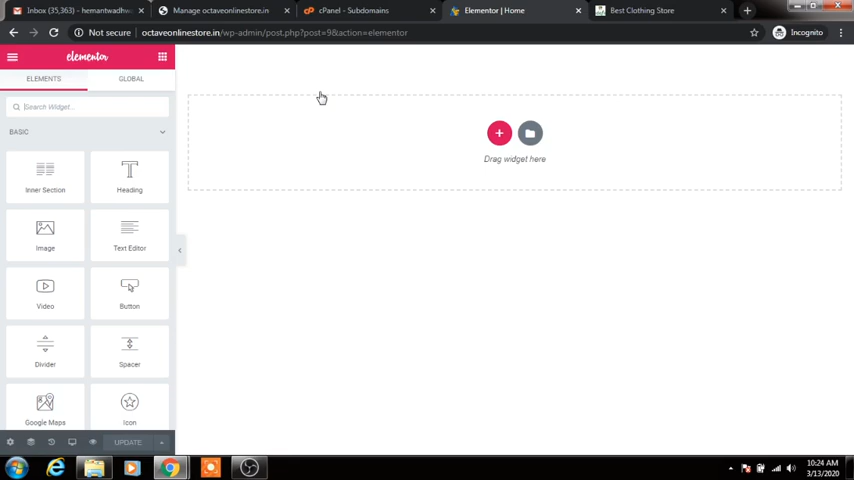 Inbox (35,363) - hemantwadhw
Manage octaveonlinestore.in
cP cPanel - Subdomains
Elementor | Home
Best Clothing Store
Not secure octaveonlinestore.in/wp-admin/post.php?post=9&action=elementor
Incognito
elementor
ELEMENTS GLOBAL
Search Widget...
BASIC
Inner Section Heading
Image Text Editor
Video Button
Divider Spacer
Google Maps Icon
UPDATE
Drag widget here
10:24 AM
3/13/2020